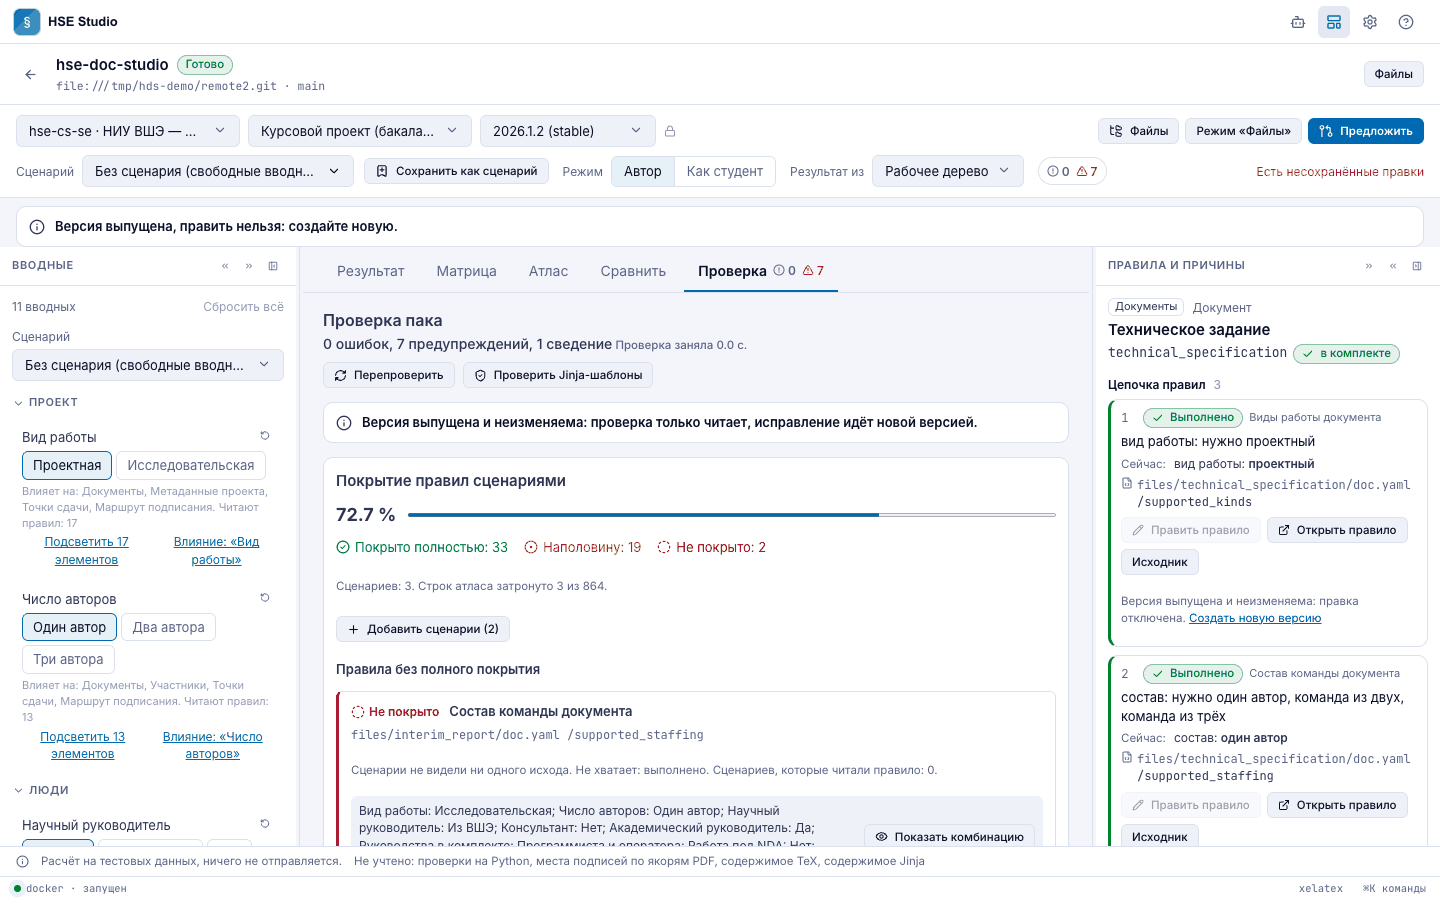 § HSE Studio
hse-doc-studio Готово
file:///tmp/hds-demo/remote2.git · main
Файлы
hse-cs-se · НИУ ВШЭ — ... Курсовой проект (бакала... 2026.1.2 (stable) Файлы Режим «Файлы» Предложить
Сценарий Без сценария (свободные вводн... Сохранить как сценарий Режим Автор Как студент Результат из Рабочее дерево 0 7 Есть несохранённые правки
Версия выпущена, править нельзя: создайте новую.
ВВОДНЫЕ « »
11 вводных Сбросить всё
Сценарий
Без сценария (свободные вводн...
ПРОЕКТ
Вид работы
Проектная Исследовательская
Влияет на: Документы, Метаданные проекта,
Точки сдачи, Маршрут подписания. Читают
правил: 17
Подсветить 17
элементов
Влияние: «Вид
работы»
Число авторов
Один автор Два автора
Три автора
Влияет на: Документы, Участники, Точки
сдачи, Маршрут подписания. Читают правил:
13
Подсветить 13
элементов
Влияние: «Число
авторов»
ЛЮДИ
Научный руководитель
Результат Матрица Атлас Сравнить Проверка 0 7
Проверка пака
0 ошибок, 7 предупреждений, 1 сведение Проверка заняла 0.0 с.
Перепроверить Проверить Jinja-шаблоны
Версия выпущена и неизменяема: проверка только читает, исправление идёт новой версией.
Покрытие правил сценариями
72.7 %
Покрыто полностью: 33 Наполовину: 19 Не покрыто: 2
Сценариев: 3. Строк атласа затронуто 3 из 864.
Добавить сценарии (2)
Правила без полного покрытия
Не покрыто Состав команды документа
files/interim_report/doc.yaml /supported_staffing
Сценарии не видели ни одного исхода. Не хватает: выполнено. Сценариев, которые читали правило: 0.
Вид работы: Исследовательская; Число авторов: Один автор; Научный
руководитель: Из ВШЭ; Консультант: Нет; Академический руководитель: Да;
Руководства в комплекте: Программиста и оператора; Работа под NDA: Нет;
Показать комбинацию
ПРАВИЛА И ПРИЧИНЫ » «
Документы Документ
Техническое задание
technical_specification в комплекте
Цепочка правил 3
1 Выполнено Виды работы документа
вид работы: нужно проектный
Сейчас: вид работы: проектный
files/technical_specification/doc.yaml
/supported_kinds
Править правило Открыть правило
Исходник
Версия выпущена и неизменяема: правка
отключена. Создать новую версию
2 Выполнено Состав команды документа
состав: нужно один автор, команда из двух,
команда из трёх
Сейчас: состав: один автор
files/technical_specification/doc.yaml
/supported_staffing
Править правило Открыть правило
Исходник
Расчёт на тестовых данных, ничего не отправляется. Не учтено: проверки на Python, места подписей по якорям PDF, содержимое TeX, содержимое Jinja
docker · запущен xelatex ⌘K команды